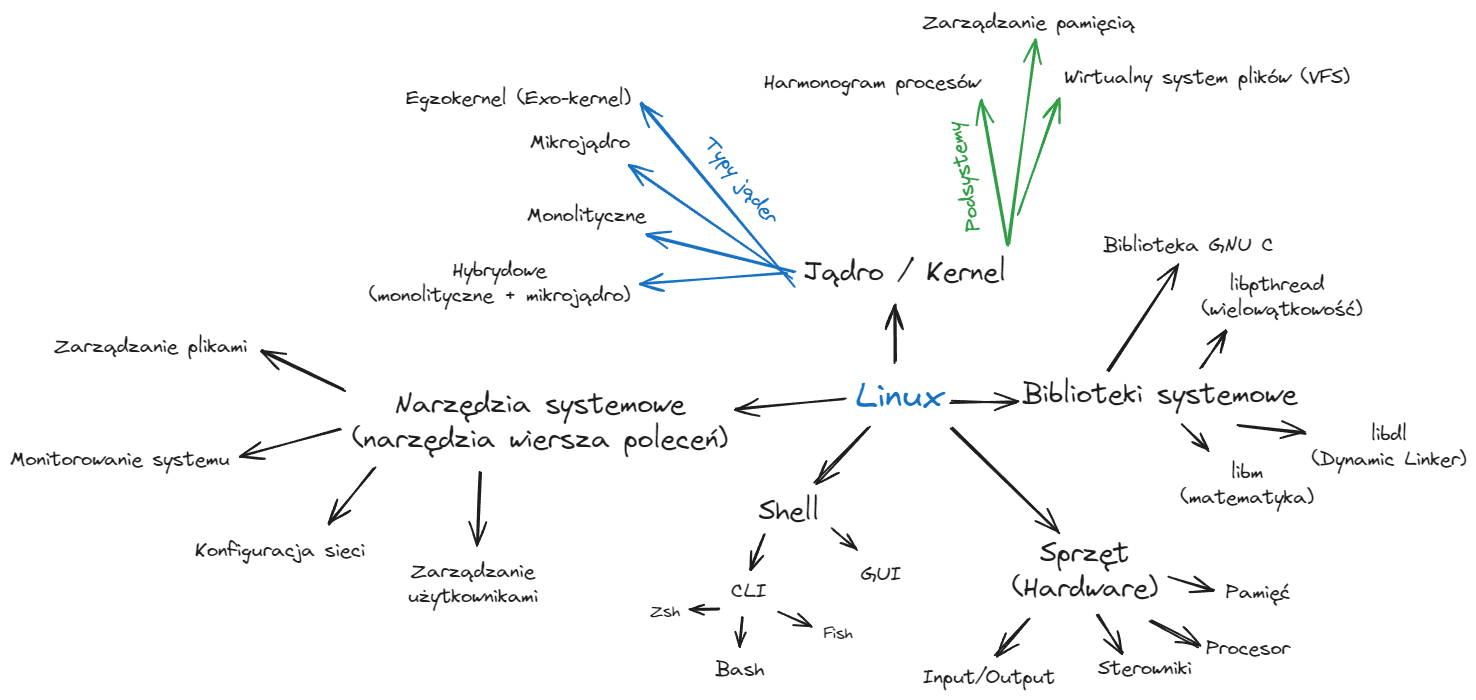 Zarządzanie pamięcią
Harmonogram procesów
Wirtualny system plików (VFS)
Podsystemy
Egzokernel (Exo-kernel)
Mikrojądro
Monolityczne
Hybrydowe
(monolityczne + mikrojądro)
Typy jąder
Jądro / Kernel
Biblioteka GNU C
libpthread
(wielowątkowość)
Linux
Biblioteki systemowe
libdl
(Dynamic Linker)
libm
(matematyka)
Zarządzanie plikami
Narzędzia systemowe
(narzędzia wiersza poleceń)
Monitorowanie systemu
Konfiguracja sieci
Zarządzanie
użytkownikami
Shell
GUI
CLI
Zsh
Bash
Fish
Sprzęt
(Hardware)
Pamięć
Procesor
Sterowniki
Input/Output